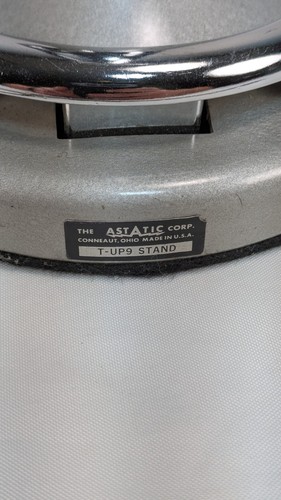 THE ASTATIC CORP.
CONNEAUT, OHIO MADE IN U.S.A.
T-UP9 STAND